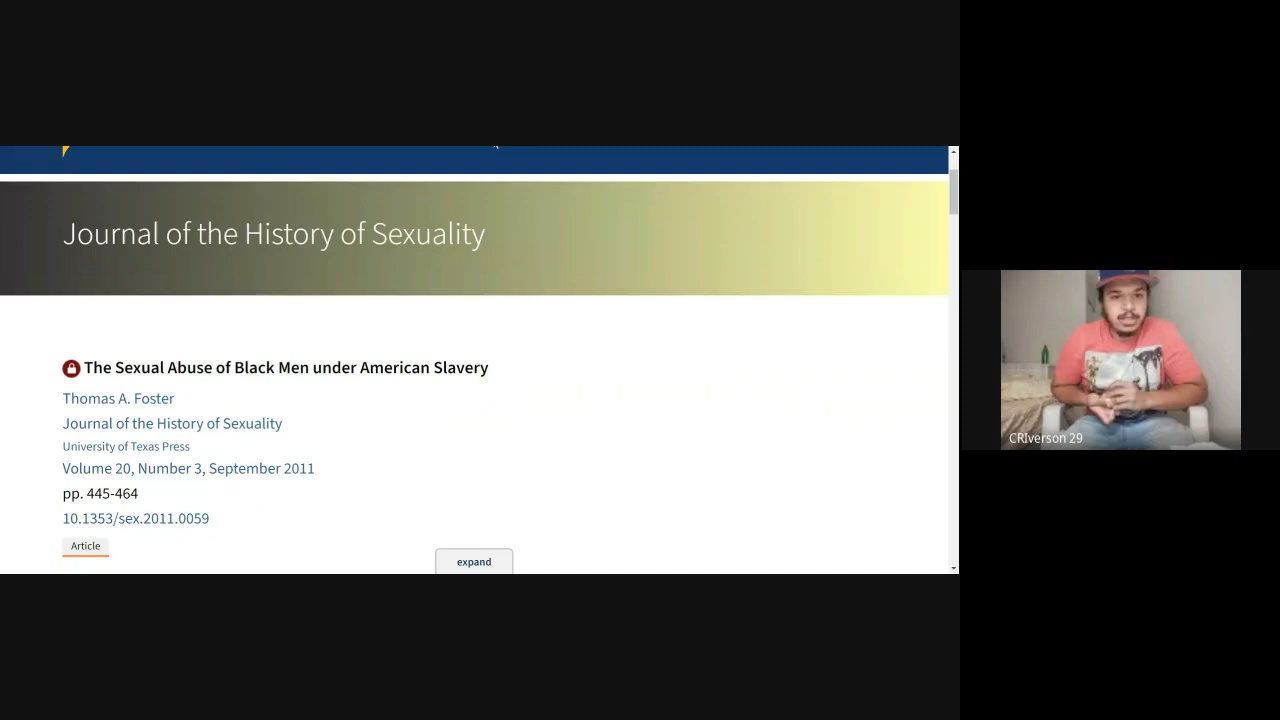 Journal of the History of Sexuality
The Sexual Abuse of Black Men under American Slavery
Thomas A. Foster
Journal of the History of Sexuality
University of Texas Press
Volume 20, Number 3, September 2011
pp. 445-464
10.1353/sex.2011.0059
Article
expand
CRIverson 29